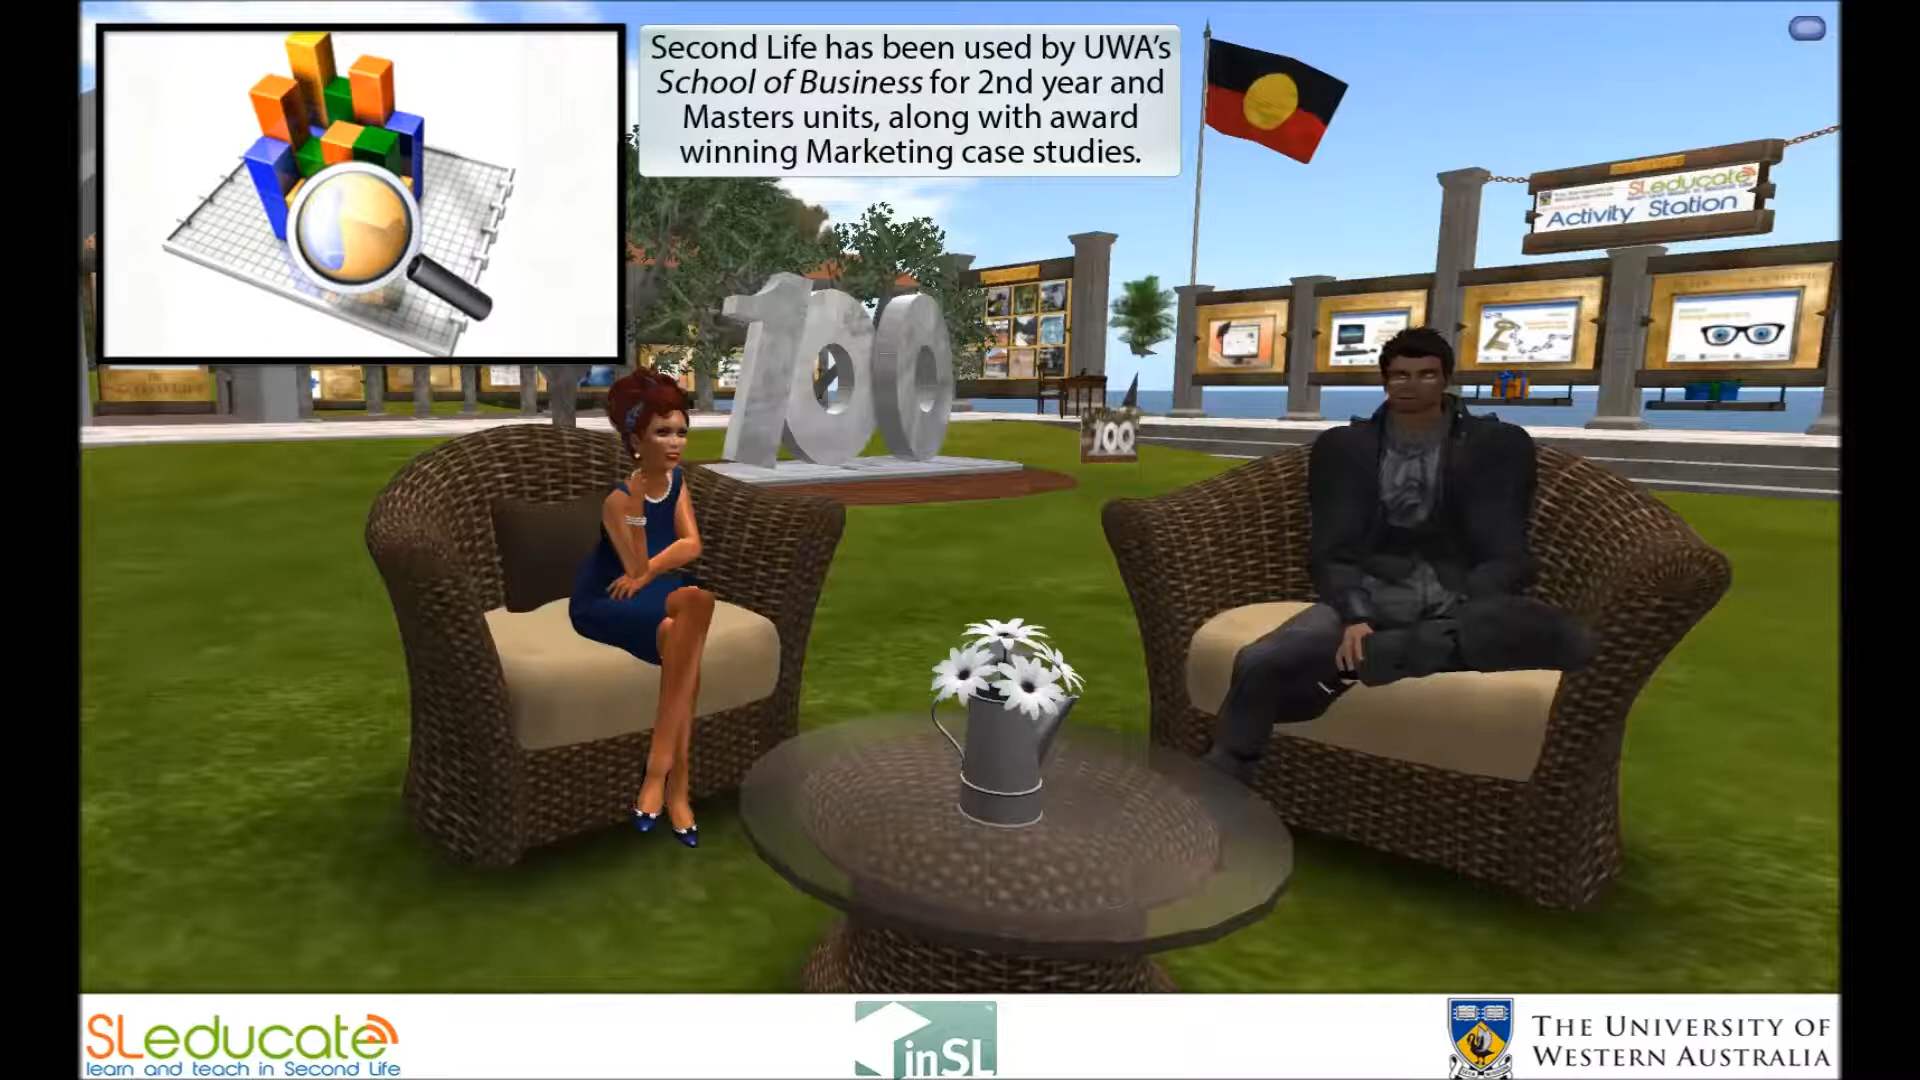 Second Life has been used by UWA's
School of Business for 2nd year and
Masters units, along with award
winning Marketing case studies.
SLeducate
Activity Station
100
100
SLeducate
learn and teach in Second Life
inSL
THE UNIVERSITY OF
WESTERN AUSTRALIA